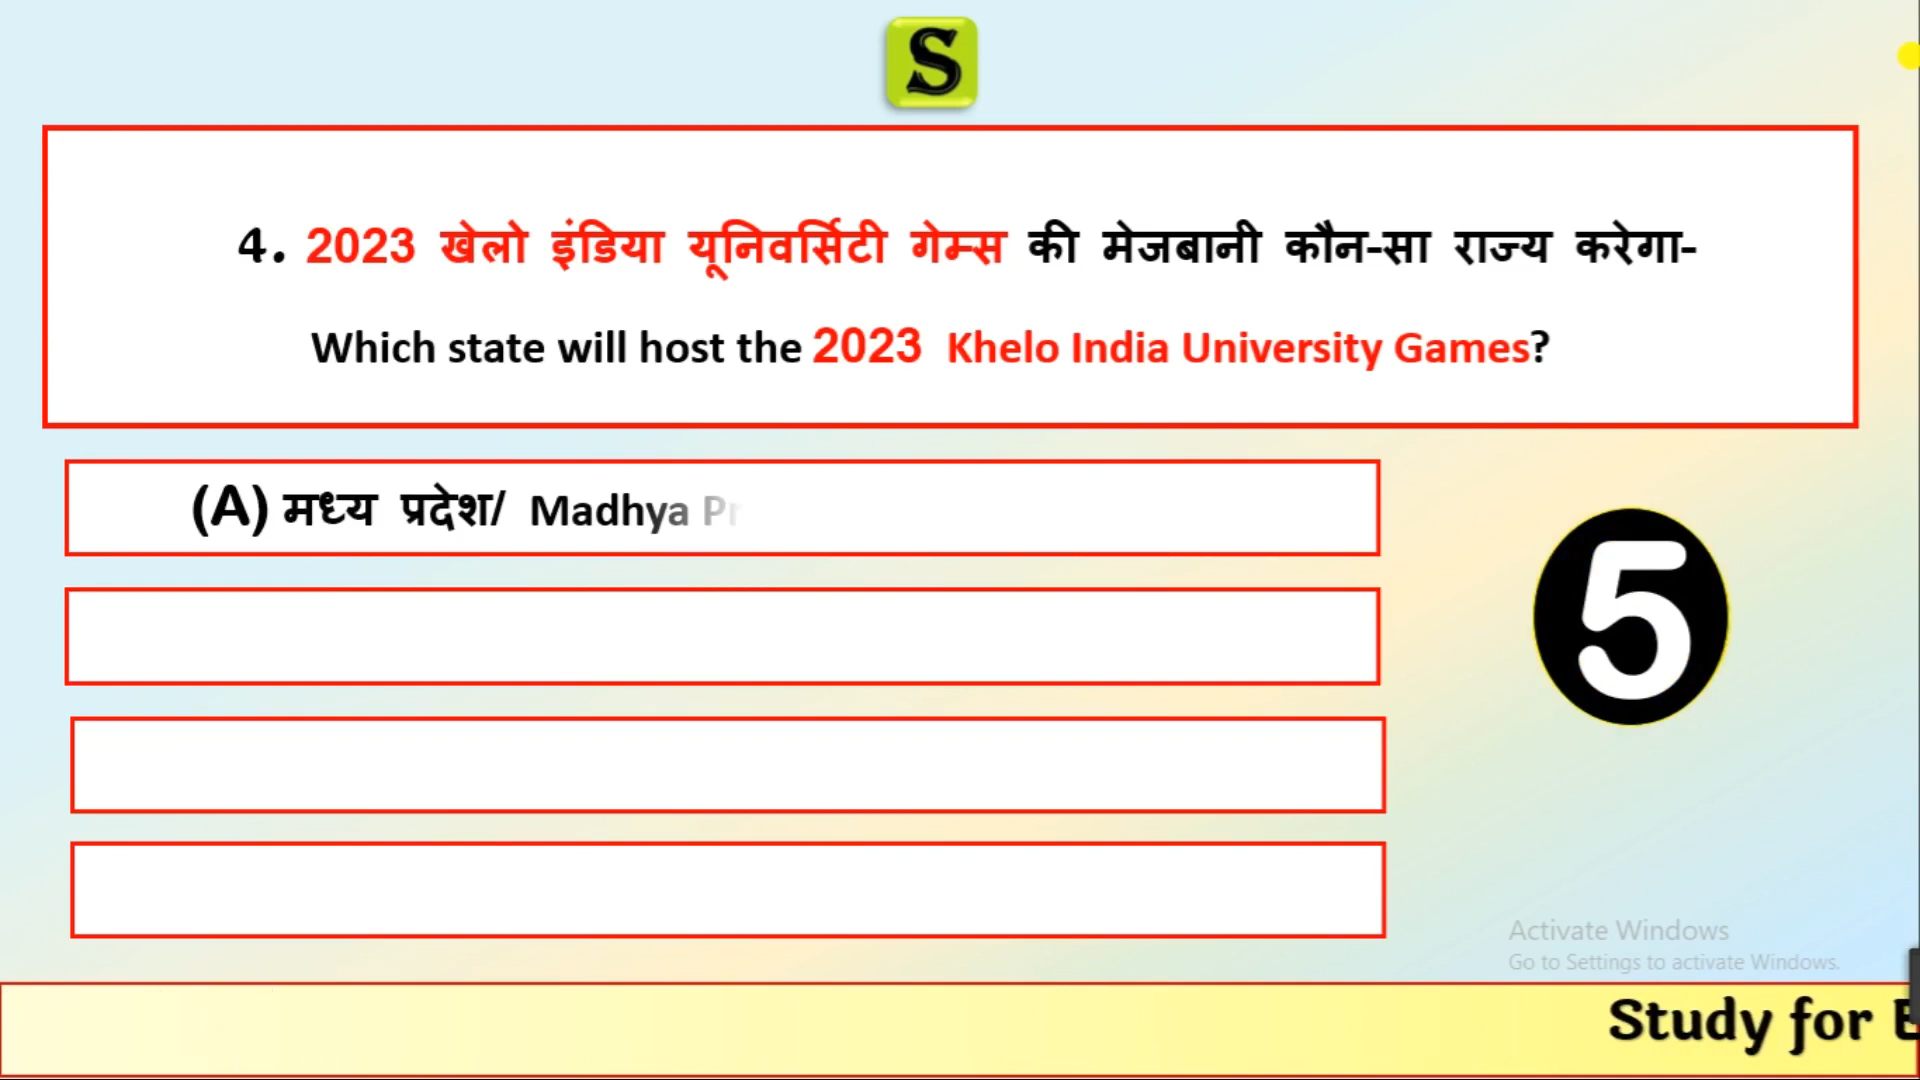 S
4. 2023 खेलो इंडिया यूनिवर्सिटी गेम्स की मेजबानी कौन-सा राज्य करेगा-
Which state will host the 2023 Khelo India University Games?
(A) मध्य प्रदेश/ Madhya Pr
5
Activate Windows
Go to Settings to activate Windows.
Study for